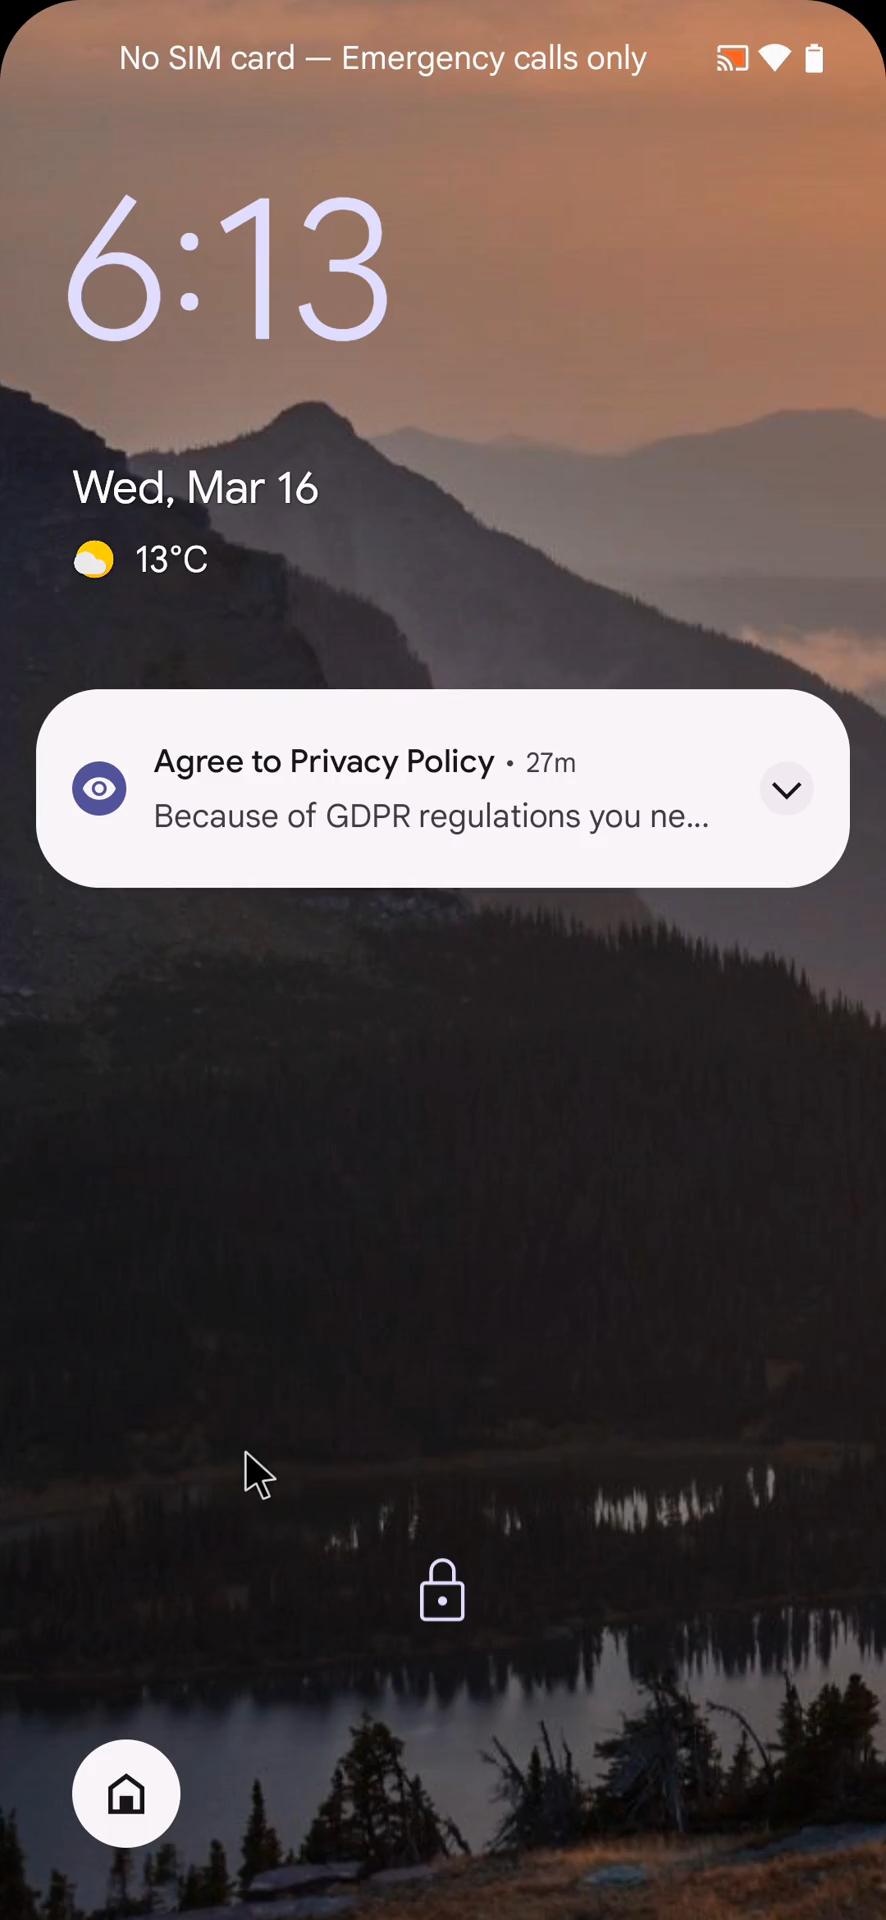 No SIM card — Emergency calls only
6:13
Wed, Mar 16
13°C
Agree to Privacy Policy • 27m
Because of GDPR regulations you ne...